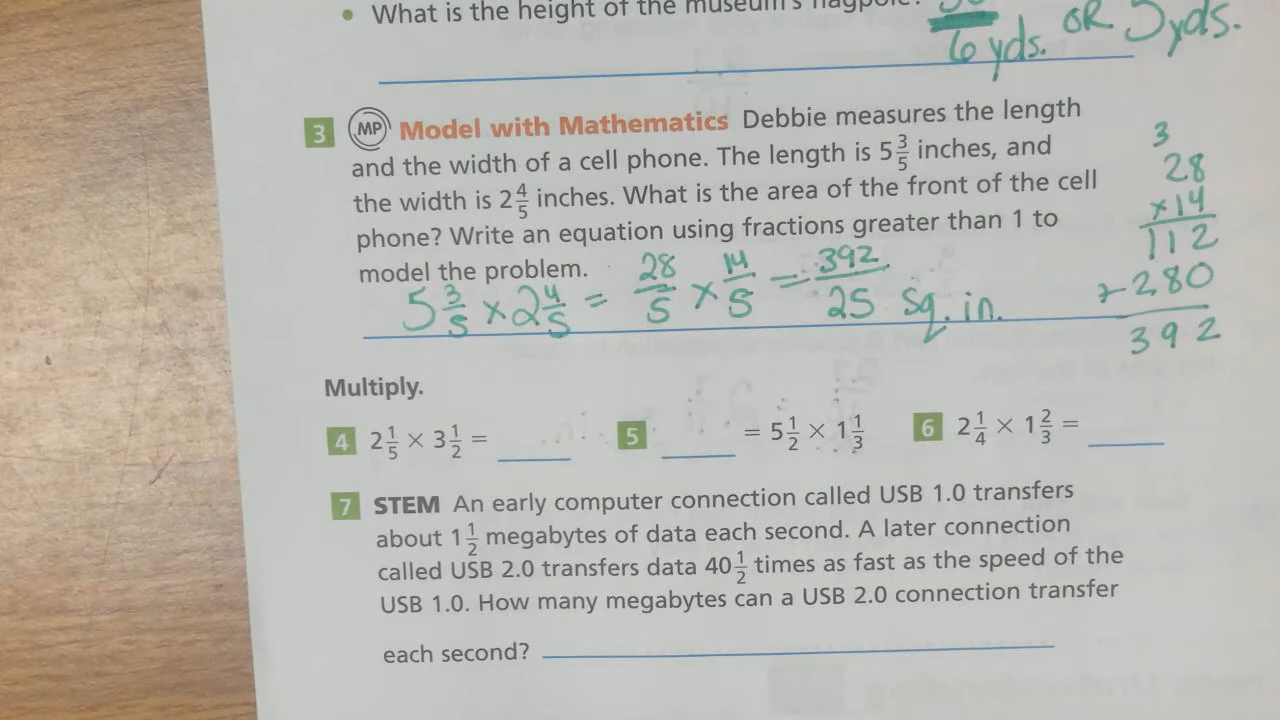 • What is the height of the museum's flagpole?
6 yds. OR 5yds.
3 MP Model with Mathematics Debbie measures the length
and the width of a cell phone. The length is 5 3/5 inches, and
the width is 2 4/5 inches. What is the area of the front of the cell
phone? Write an equation using fractions greater than 1 to
model the problem.
5 3/5 × 2 4/5 = 28/5 × 14/5 = 392/25 sq. in.
3
28
×14
112
+280
392
Multiply.
4 2 1/5 × 3 1/2 = ____
5 ____ = 5 1/2 × 1 1/3
6 2 1/4 × 1 2/3 = ____
7 STEM An early computer connection called USB 1.0 transfers
about 1 1/2 megabytes of data each second. A later connection
called USB 2.0 transfers data 40 1/2 times as fast as the speed of the
USB 1.0. How many megabytes can a USB 2.0 connection transfer
each second?